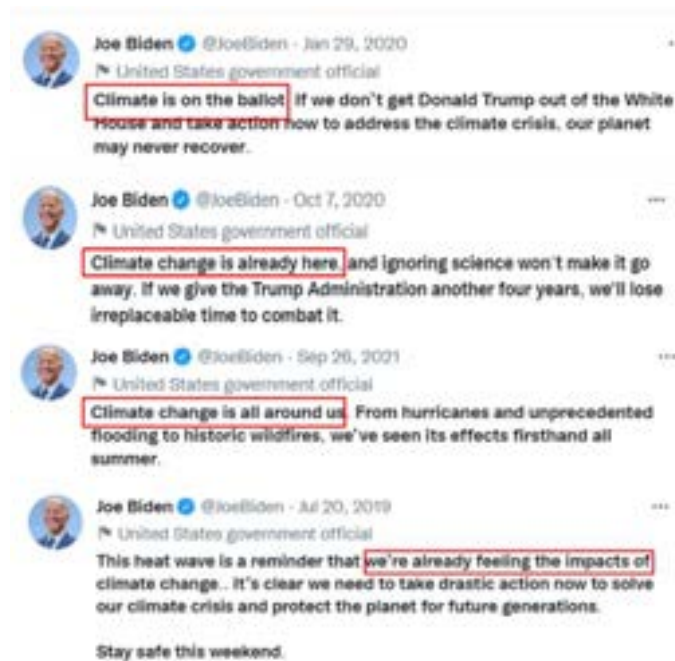 Joe Biden @JoeBiden · Jan 29, 2020
United States government official
Climate is on the ballot. If we don't get Donald Trump out of the White
House and take action now to address the climate crisis, our planet
may never recover.
Joe Biden @JoeBiden · Oct 7, 2020
United States government official
Climate change is already here, and ignoring science won't make it go
away. If we give the Trump Administration another four years, we'll lose
irreplaceable time to combat it.
Joe Biden @JoeBiden · Sep 26, 2021
United States government official
Climate change is all around us. From hurricanes and unprecedented
flooding to historic wildfires, we've seen its effects firsthand all
summer.
Joe Biden @JoeBiden · Jul 20, 2019
United States government official
This heat wave is a reminder that we're already feeling the impacts of
climate change.. It's clear we need to take drastic action now to solve
our climate crisis and protect the planet for future generations.
Stay safe this weekend.